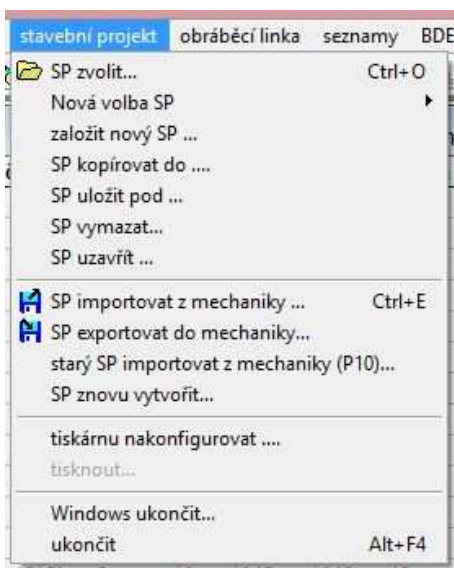 stavební projekt obráběcí linka seznamy BDE
SP zvolit... Ctrl+O
Nová volba SP
založit nový SP ...
SP kopírovat do ....
SP uložit pod ...
SP vymazat...
SP uzavřít ...
SP importovat z mechaniky ... Ctrl+E
SP exportovat do mechaniky...
starý SP importovat z mechaniky (P10)...
SP znovu vytvořit...
tiskárnu nakonfigurovat ....
tisknout...
Windows ukončit...
ukončit Alt+F4